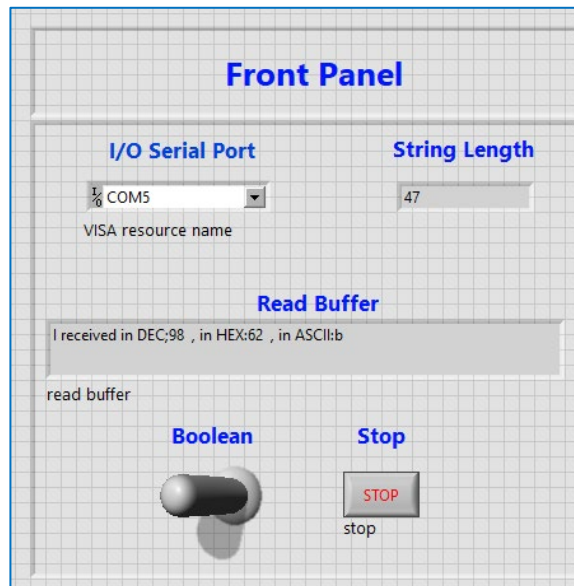 Front Panel
I/O Serial Port
String Length
I/O COM5
47
VISA resource name
Read Buffer
I received in DEC;98 , in HEX:62 , in ASCII:b
read buffer
Boolean
Stop
STOP
stop